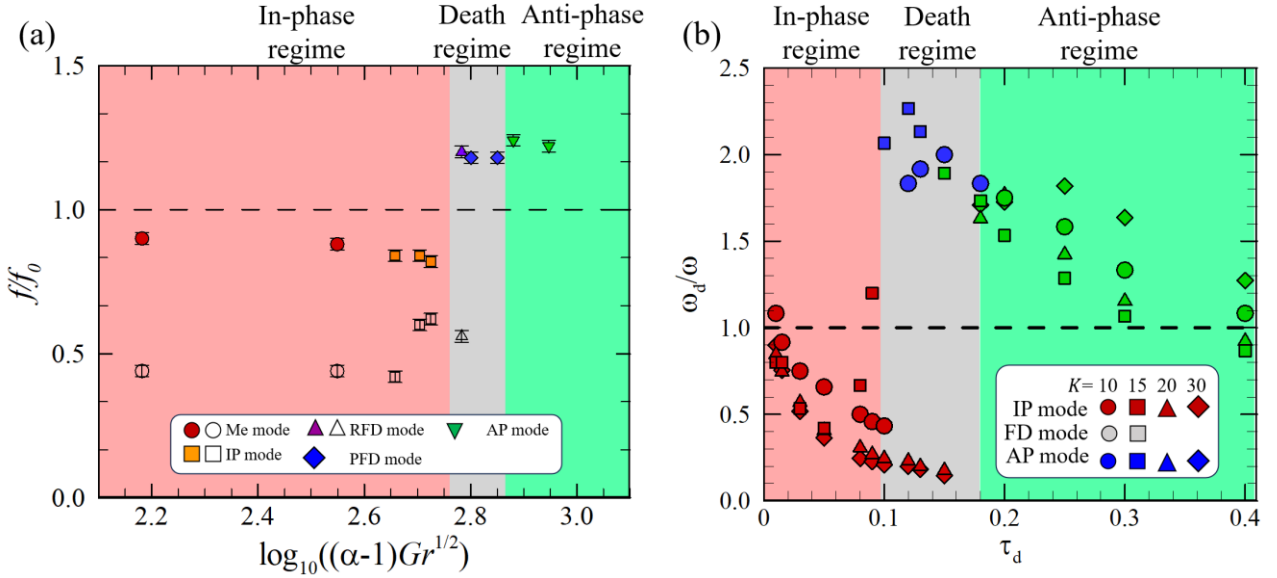 (a)
In-phase regime
Death regime
Anti-phase regime
1.5
1.0
0.5
0.0
f/f₀
2.2 2.4 2.6 2.8 3.0
log₁₀((α-1)Gr^{1/2})
Me mode
RFD mode
AP mode
IP mode
PFD mode
(b)
In-phase regime
Death regime
Anti-phase regime
2.5
2.0
1.5
1.0
0.5
0.0
ω_d/ω
0 0.1 0.2 0.3 0.4
τ_d
K= 10 15 20 30
IP mode
FD mode
AP mode